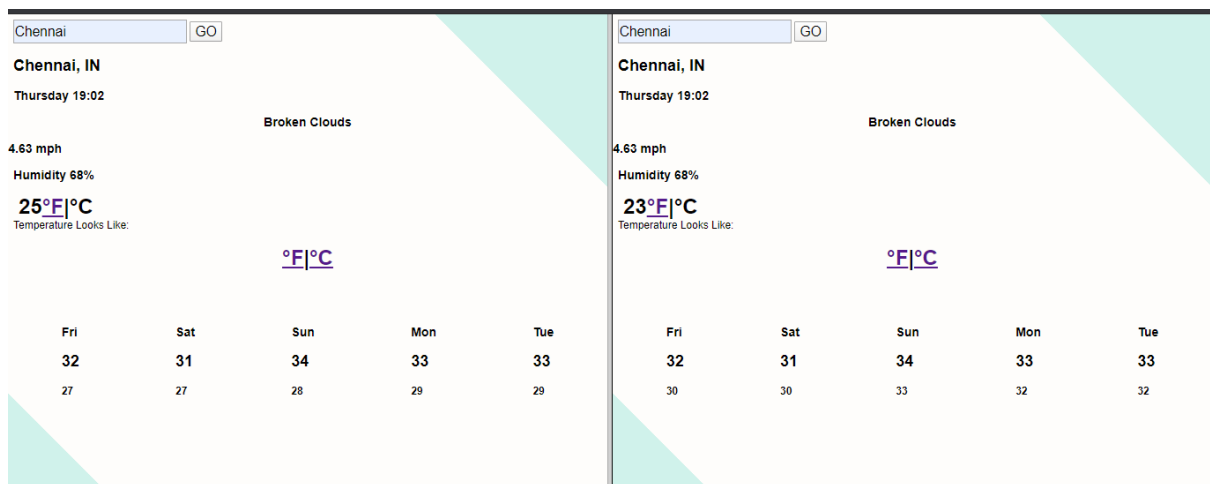 Chennai GO
Chennai, IN
Thursday 19:02
Broken Clouds
4.63 mph
Humidity 68%
25°F|°C
Temperature Looks Like:
°F|°C
Fri Sat Sun Mon Tue
32 31 34 33 33
27 27 28 29 29
Chennai GO
Chennai, IN
Thursday 19:02
Broken Clouds
4.63 mph
Humidity 68%
23°F|°C
Temperature Looks Like:
°F|°C
Fri Sat Sun Mon Tue
32 31 34 33 33
30 30 33 32 32